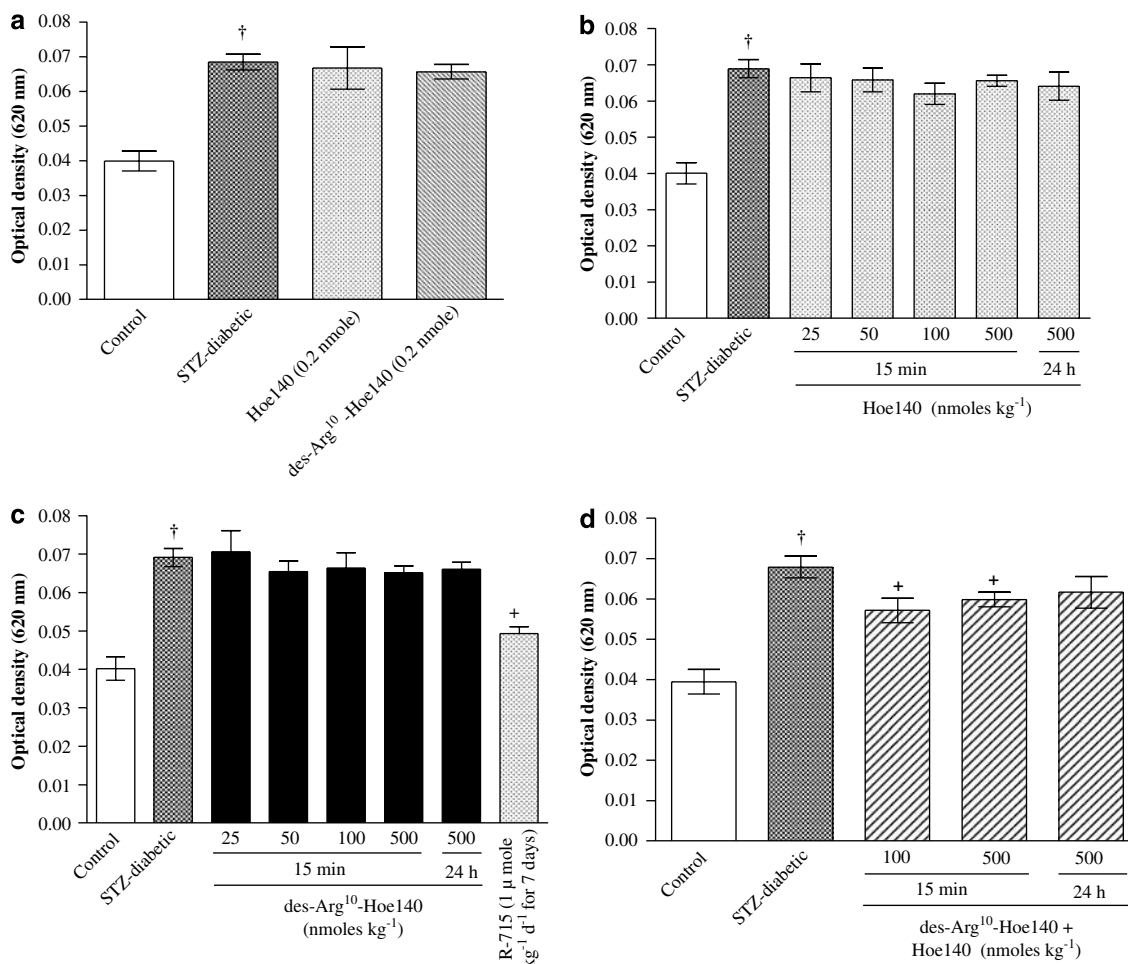 a
0.08
0.07
0.06
0.05
0.04
0.03
0.02
0.01
0.00
Optical density (620 nm)
†
Control
STZ-diabetic
Hoe140 (0.2 nmole)
des-Arg¹⁰-Hoe140 (0.2 nmole)
b
0.08
0.07
0.06
0.05
0.04
0.03
0.02
0.01
0.00
Optical density (620 nm)
†
Control
STZ-diabetic
25 50 100 500 500
15 min 24 h
Hoe140 (nmoles kg⁻¹)
c
0.08
0.07
0.06
0.05
0.04
0.03
0.02
0.01
0.00
Optical density (620 nm)
†
+
Control
STZ-diabetic
25 50 100 500 500
15 min 24 h
des-Arg¹⁰-Hoe140
(nmoles kg⁻¹)
R-715 (1 µ mole
kg⁻¹ d⁻¹ for 7 days)
d
0.08
0.07
0.06
0.05
0.04
0.03
0.02
0.01
0.00
Optical density (620 nm)
†
+ +
Control
STZ-diabetic
100 500 500
15 min 24 h
des-Arg¹⁰-Hoe140 +
Hoe140 (nmoles kg⁻¹)